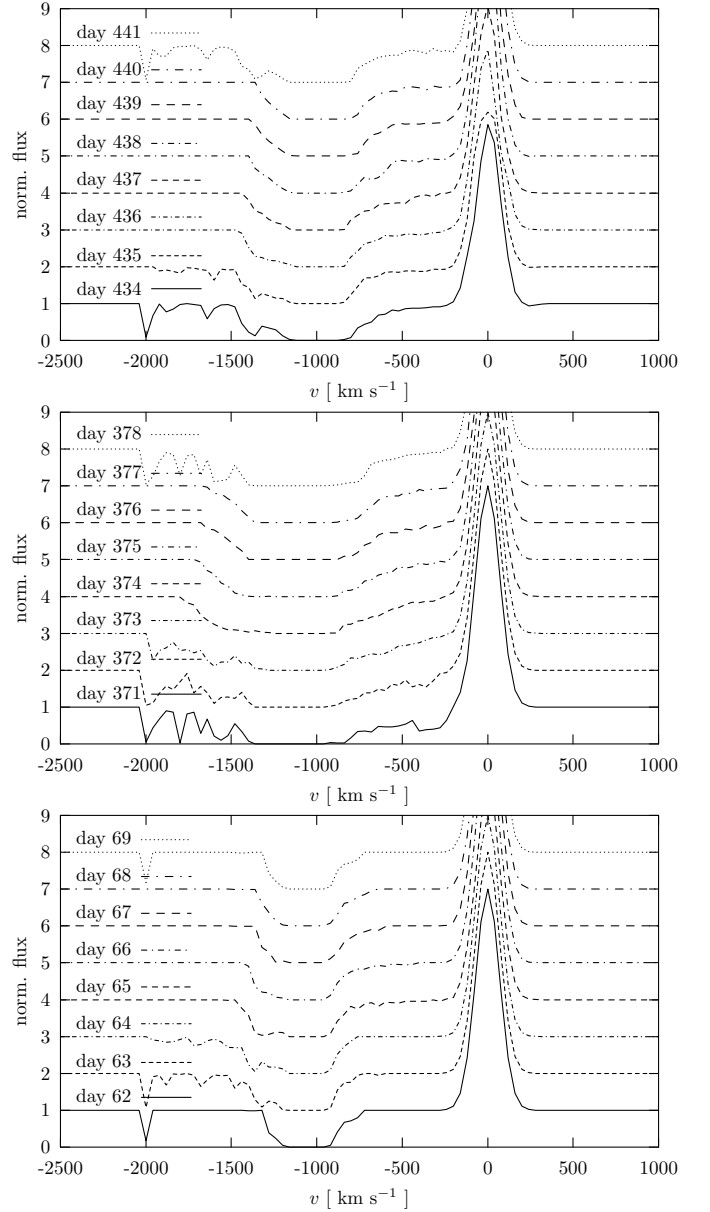 9
8
7
6
5
4
3
2
1
0
norm. flux
day 441
day 440
day 439
day 438
day 437
day 436
day 435
day 434
-2500 -2000 -1500 -1000 -500 0 500 1000
v [ km s⁻¹ ]
9
8
7
6
5
4
3
2
1
0
norm. flux
day 378
day 377
day 376
day 375
day 374
day 373
day 372
day 371
-2500 -2000 -1500 -1000 -500 0 500 1000
v [ km s⁻¹ ]
9
8
7
6
5
4
3
2
1
0
norm. flux
day 69
day 68
day 67
day 66
day 65
day 64
day 63
day 62
-2500 -2000 -1500 -1000 -500 0 500 1000
v [ km s⁻¹ ]